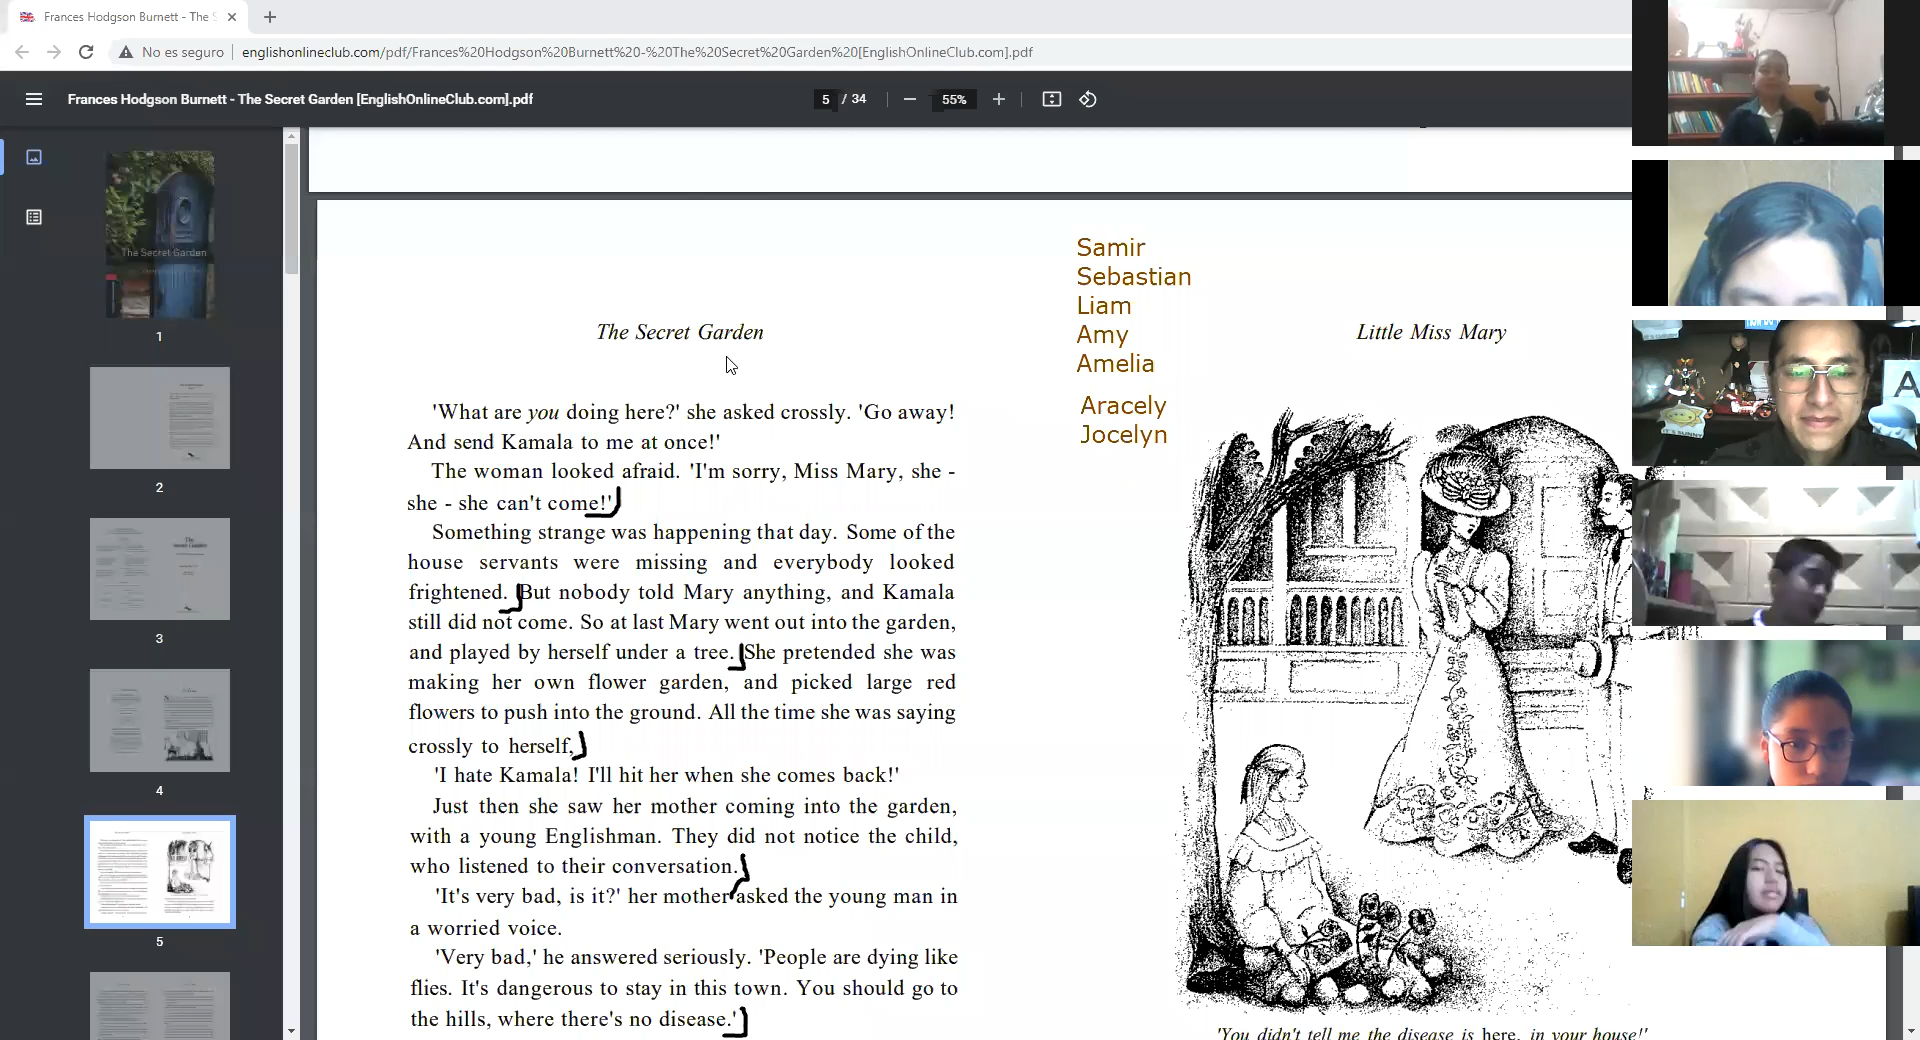 Frances Hodgson Burnett - The S
No es seguro
englishonlineclub.com/pdf/Frances%20Hodgson%20Burnett%20-%20The%20Secret%20Garden%20[EnglishOnlineClub.com].pdf
Frances Hodgson Burnett - The Secret Garden [EnglishOnlineClub.com].pdf
5 / 34
55%
The Secret Garden
1
2
3
4
5
The Secret Garden
'What are you doing here?' she asked crossly. 'Go away!
And send Kamala to me at once!'
The woman looked afraid. 'I'm sorry, Miss Mary, she -
she - she can't come!'
Something strange was happening that day. Some of the
house servants were missing and everybody looked
frightened. But nobody told Mary anything, and Kamala
still did not come. So at last Mary went out into the garden,
and played by herself under a tree. She pretended she was
making her own flower garden, and picked large red
flowers to push into the ground. All the time she was saying
crossly to herself,
'I hate Kamala! I'll hit her when she comes back!'
Just then she saw her mother coming into the garden,
with a young Englishman. They did not notice the child,
who listened to their conversation.
'It's very bad, is it?' her mother asked the young man in
a worried voice.
'Very bad,' he answered seriously. 'People are dying like
flies. It's dangerous to stay in this town. You should go to
the hills, where there's no disease.'
Samir
Sebastian
Liam
Amy
Amelia
Aracely
Jocelyn
Little Miss Mary
'You didn't tell me the disease is here, in your house!'
A